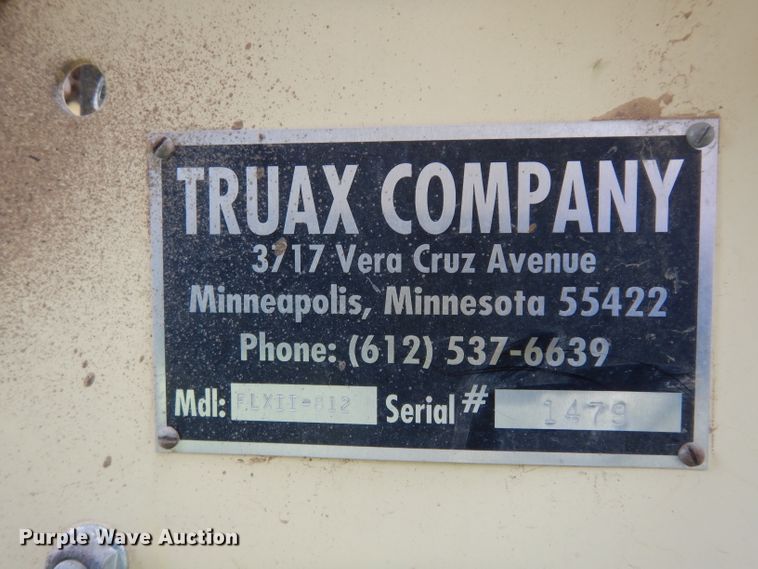 TRUAX COMPANY
3717 Vera Cruz Avenue
Minneapolis, Minnesota 55422
Phone: (612) 537-6639
Mdl: FLXII-812 Serial # 1479
Purple Wave Auction